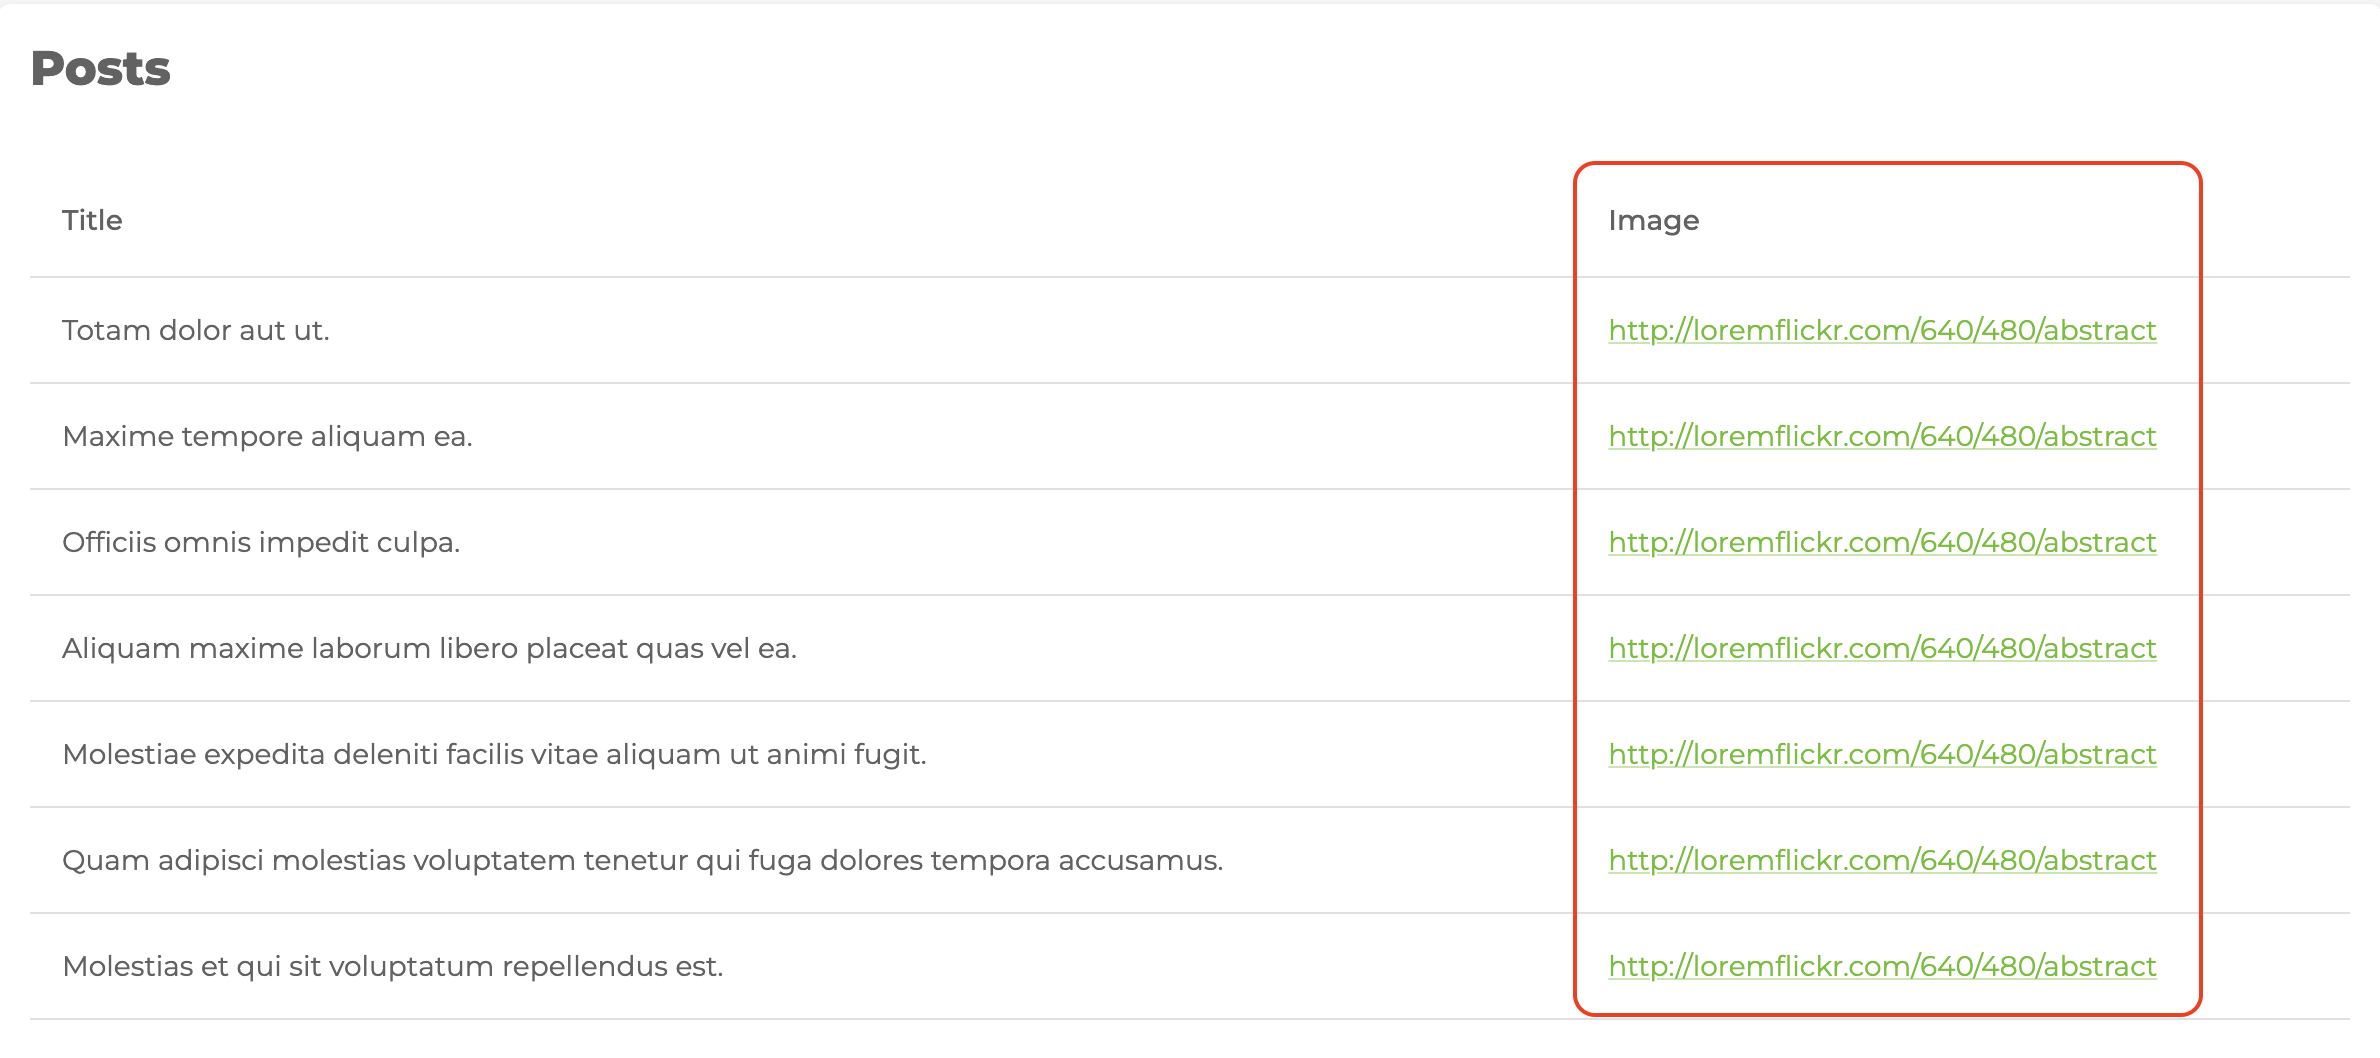 Posts
Title Image
Totam dolor aut ut. http://loremflickr.com/640/480/abstract
Maxime tempore aliquam ea. http://loremflickr.com/640/480/abstract
Officiis omnis impedit culpa. http://loremflickr.com/640/480/abstract
Aliquam maxime laborum libero placeat quas vel ea. http://loremflickr.com/640/480/abstract
Molestiae expedita deleniti facilis vitae aliquam ut animi fugit. http://loremflickr.com/640/480/abstract
Quam adipisci molestias voluptatem tenetur qui fuga dolores tempora accusamus. http://loremflickr.com/640/480/abstract
Molestias et qui sit voluptatum repellendus est. http://loremflickr.com/640/480/abstract